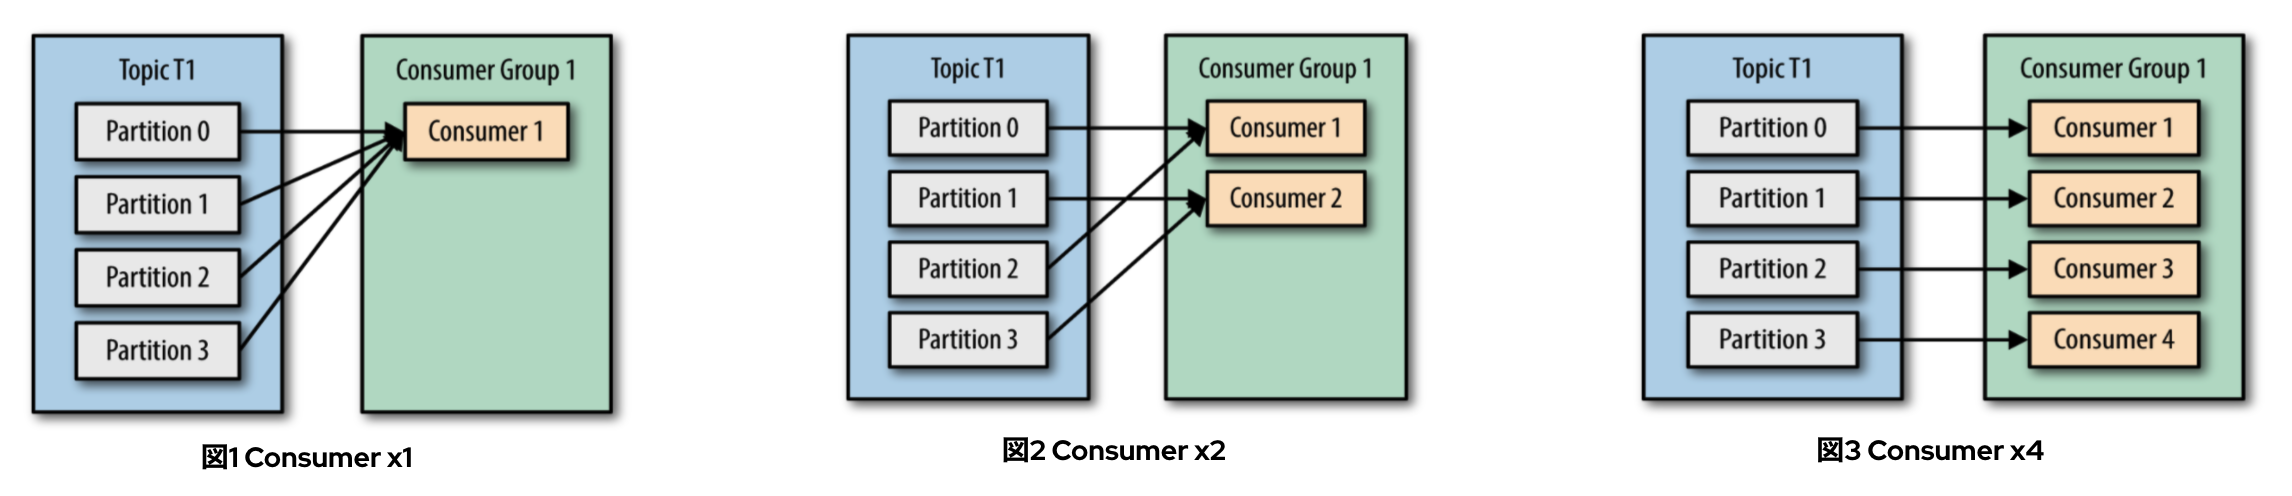 Topic T1
Partition 0
Partition 1
Partition 2
Partition 3
Consumer Group 1
Consumer 1
図1 Consumer x1
Topic T1
Partition 0
Partition 1
Partition 2
Partition 3
Consumer Group 1
Consumer 1
Consumer 2
図2 Consumer x2
Topic T1
Partition 0
Partition 1
Partition 2
Partition 3
Consumer Group 1
Consumer 1
Consumer 2
Consumer 3
Consumer 4
図3 Consumer x4